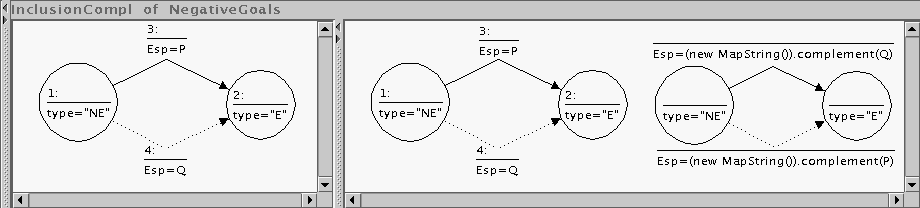 InclusionCompl of NegativeGoals
3:
Esp=P
1:
type="NE"
2:
type="E"
4:
Esp=Q
3:
Esp=P
1:
type="NE"
2:
type="E"
4:
Esp=Q
Esp=(new MapString()).complement(Q)
type="NE"
type="E"
Esp=(new MapString()).complement(P)